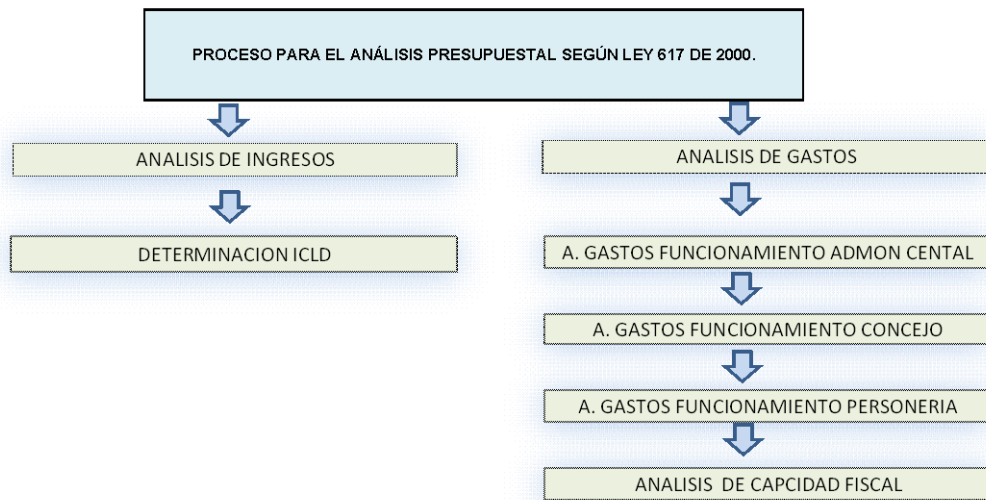 PROCESO PARA EL ANÁLISIS PRESUPUESTAL SEGÚN LEY 617 DE 2000.
ANALISIS DE INGRESOS
DETERMINACION ICLD
ANALISIS DE GASTOS
A. GASTOS FUNCIONAMIENTO ADMON CENTAL
A. GASTOS FUNCIONAMIENTO CONCEJO
A. GASTOS FUNCIONAMIENTO PERSONERIA
ANALISIS DE CAPCIDAD FISCAL